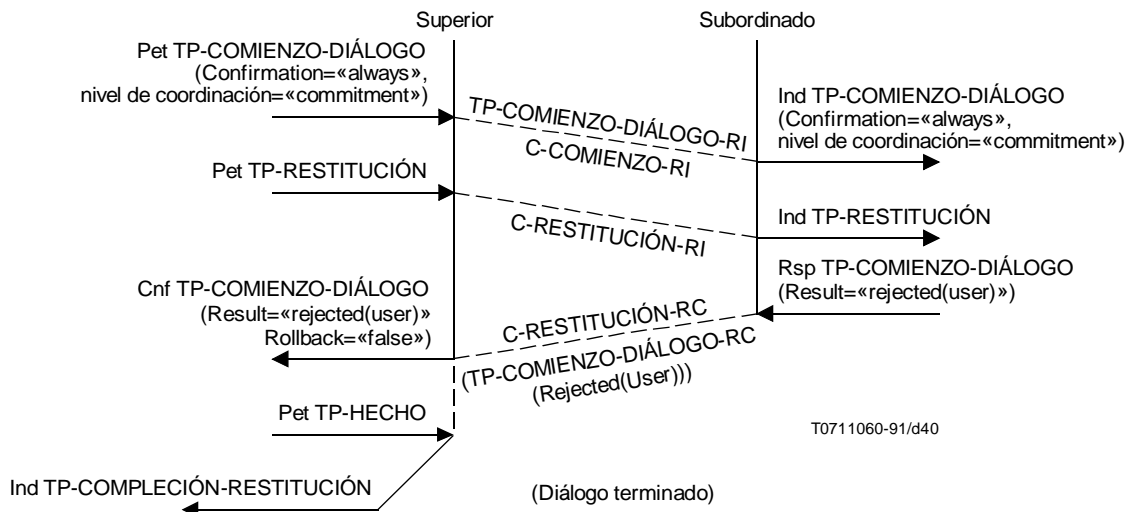 Superior
Subordinado
Pet TP-COMIENZO-DIÁLOGO
(Confirmation=«always»,
nivel de coordinación=«commitment»)
TP-COMIENZO-DIÁLOGO-RI
C-COMIENZO-RI
Ind TP-COMIENZO-DIÁLOGO
(Confirmation=«always»,
nivel de coordinación=«commitment»)
Pet TP-RESTITUCIÓN
C-RESTITUCIÓN-RI
Ind TP-RESTITUCIÓN
Rsp TP-COMIENZO-DIÁLOGO
(Result=«rejected(user)»)
Cnf TP-COMIENZO-DIÁLOGO
(Result=«rejected(user)»
Rollback=«false»)
C-RESTITUCIÓN-RC
(TP-COMIENZO-DIÁLOGO-RC
(Rejected(User)))
Pet TP-HECHO
T0711060-91/d40
Ind TP-COMPLECIÓN-RESTITUCIÓN
(Diálogo terminado)